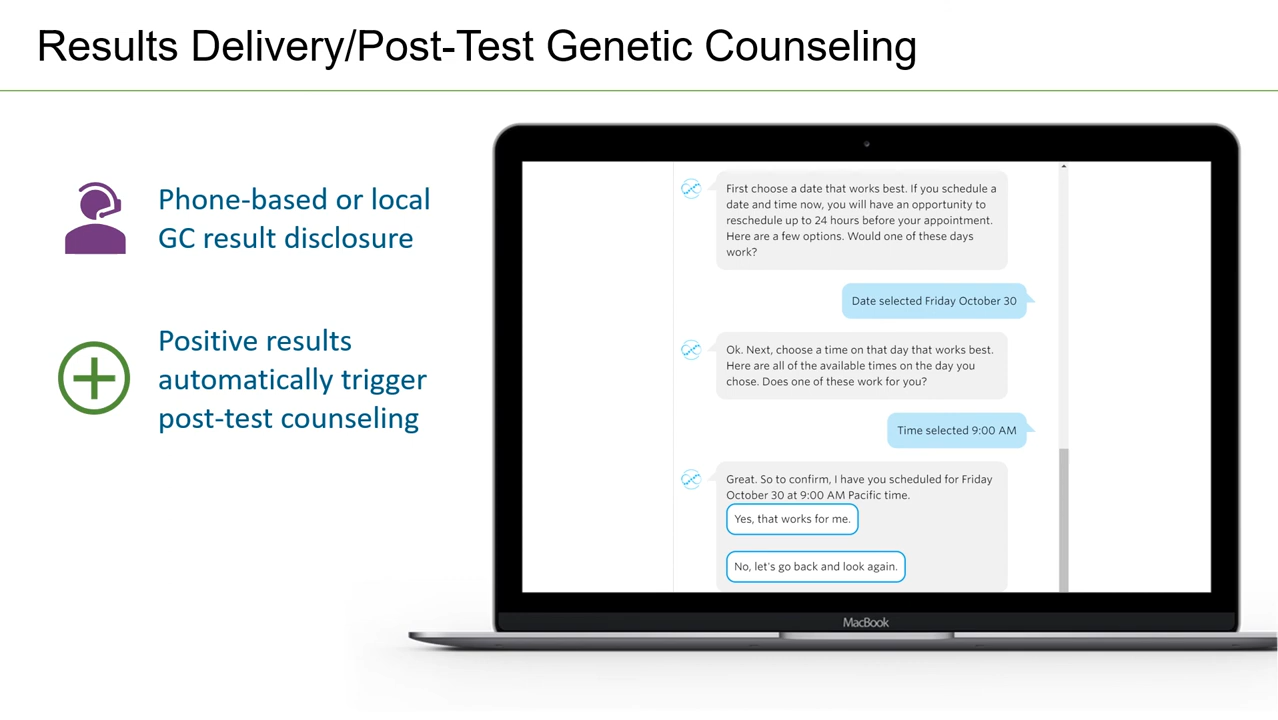 Results Delivery/Post-Test Genetic Counseling
Phone-based or local
GC result disclosure
Positive results
automatically trigger
post-test counseling
First choose a date that works best. If you schedule a
date and time now, you will have an opportunity to
reschedule up to 24 hours before your appointment.
Here are a few options. Would one of these days
work?
Date selected Friday October 30
Ok. Next, choose a time on that day that works best.
Here are all of the available times on the day you
chose. Does one of these work for you?
Time selected 9:00 AM
Great. So to confirm, I have you scheduled for Friday
October 30 at 9:00 AM Pacific time.
Yes, that works for me.
No, let's go back and look again.
MacBook